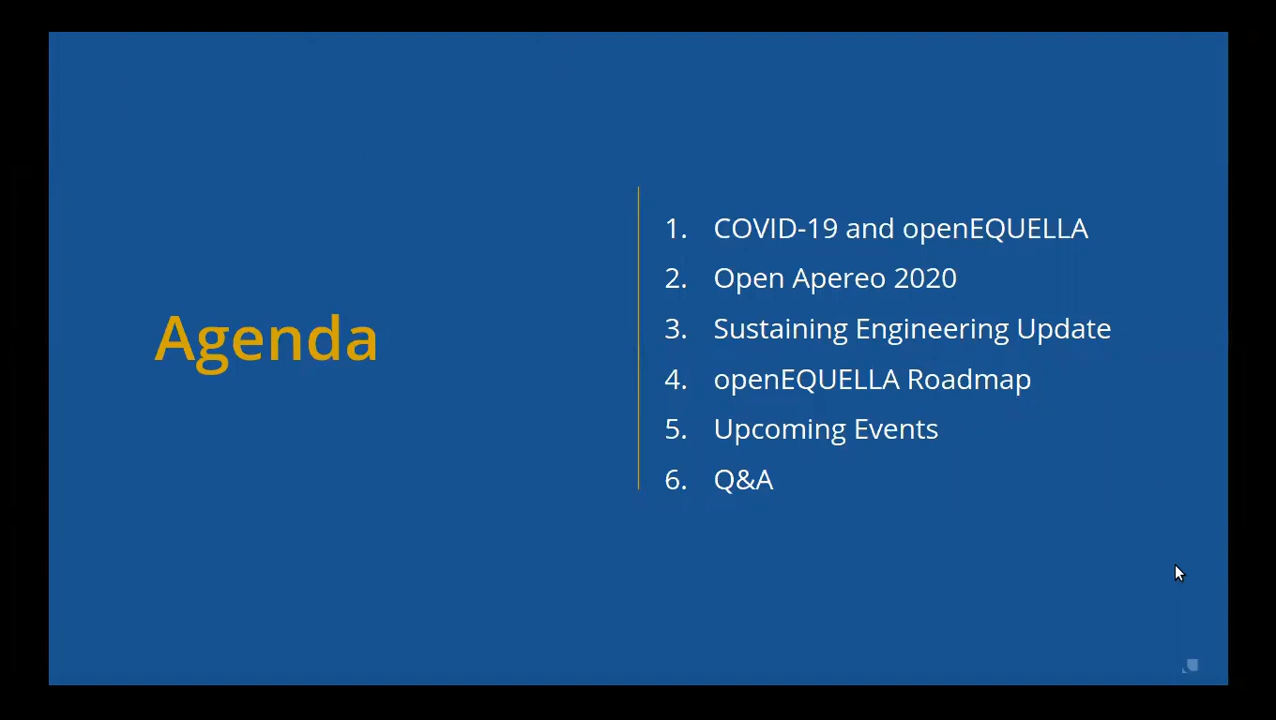 Agenda
1. COVID-19 and openEQUELLA
2. Open Apereo 2020
3. Sustaining Engineering Update
4. openEQUELLA Roadmap
5. Upcoming Events
6. Q&A